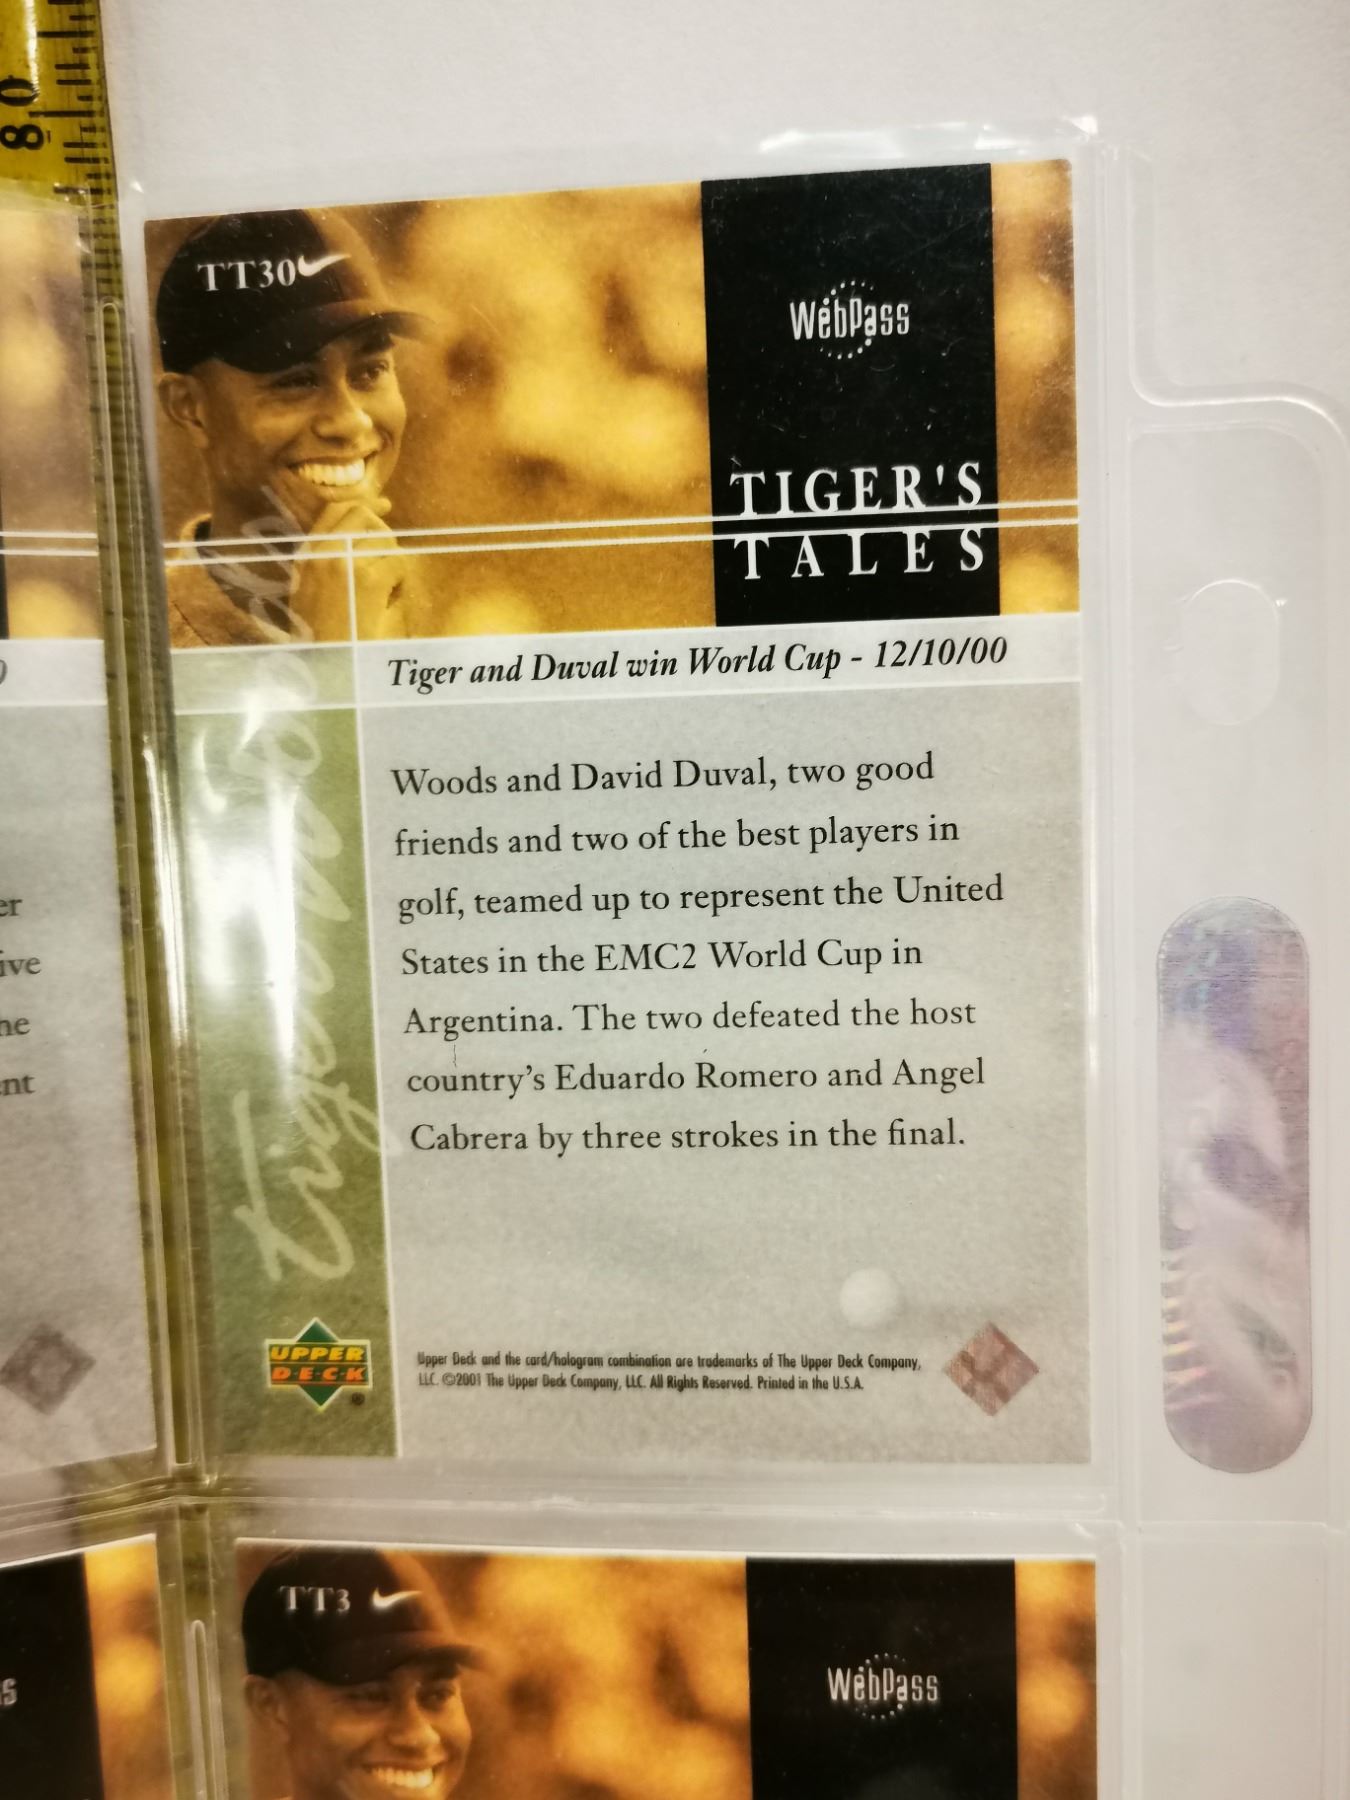 80
TT30
WebPass
TIGER'S
TALES
Tiger and Duval win World Cup - 12/10/00
Woods and David Duval, two good
friends and two of the best players in
golf, teamed up to represent the United
States in the EMC2 World Cup in
Argentina. The two defeated the host
country's Eduardo Romero and Angel
Cabrera by three strokes in the final.
Tiger Woods
UPPER
D·E·C·K
®
Upper Deck and the card/hologram combination are trademarks of The Upper Deck Company,
LLC. ©2001 The Upper Deck Company, LLC. All Rights Reserved. Printed in the U.S.A.
TT3
WebPass